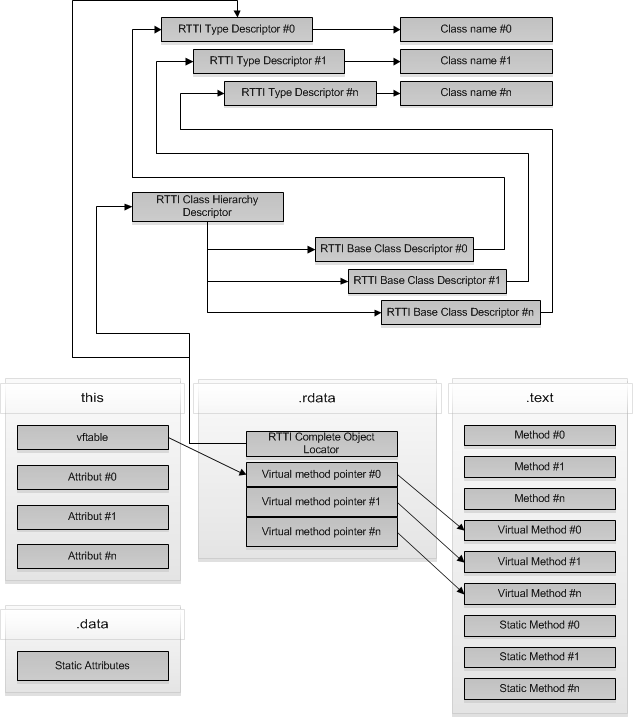 RTTI Type Descriptor #0
Class name #0
RTTI Type Descriptor #1
Class name #1
RTTI Type Descriptor #n
Class name #n
RTTI Class Hierarchy
Descriptor
RTTI Base Class Descriptor #0
RTTI Base Class Descriptor #1
RTTI Base Class Descriptor #n
this
vftable
Attribut #0
Attribut #1
Attribut #n
.data
Static Attributes
.rdata
RTTI Complete Object
Locator
Virtual method pointer #0
Virtual method pointer #1
Virtual method pointer #n
.text
Method #0
Method #1
Method #n
Virtual Method #0
Virtual Method #1
Virtual Method #n
Static Method #0
Static Method #1
Static Method #n